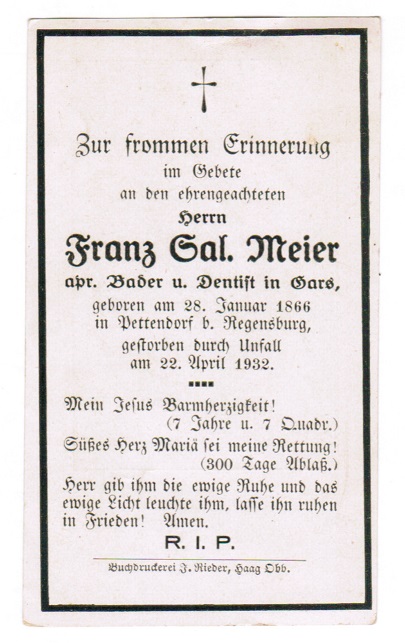 Zur frommen Erinnerung
im Gebete
an den ehrengeachteten
Herrn
Franz Sal. Meier
apr. Bader u. Dentist in Gars,
geboren am 28. Januar 1866
in Pettendorf b. Regensburg,
gestorben durch Unfall
am 22. April 1932.
Mein Jesus Barmherzigkeit!
(7 Jahre u. 7 Quadr.)
Süßes Herz Mariä sei meine Rettung!
(300 Tage Ablaß.)
Herr gib ihm die ewige Ruhe und das
ewige Licht leuchte ihm, lasse ihn ruhen
in Frieden! Amen.
R. I. P.
Buchdruckerei J. Rieder, Haag Obb.